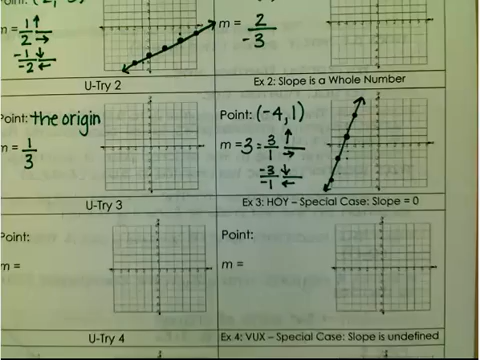 m = 1/2 ↑→
-1/-2 ↓←
m = 2/-3
U-Try 2
Ex 2: Slope is a Whole Number
Point: the origin
m = 1/3
Point: (-4, 1)
m = 3 = 3/1 ↑→
-3/-1 ↓←
U-Try 3
Ex 3: HOY – Special Case: Slope = 0
Point:
m =
Point:
m =
U-Try 4
Ex 4: VUX – Special Case: Slope is undefined